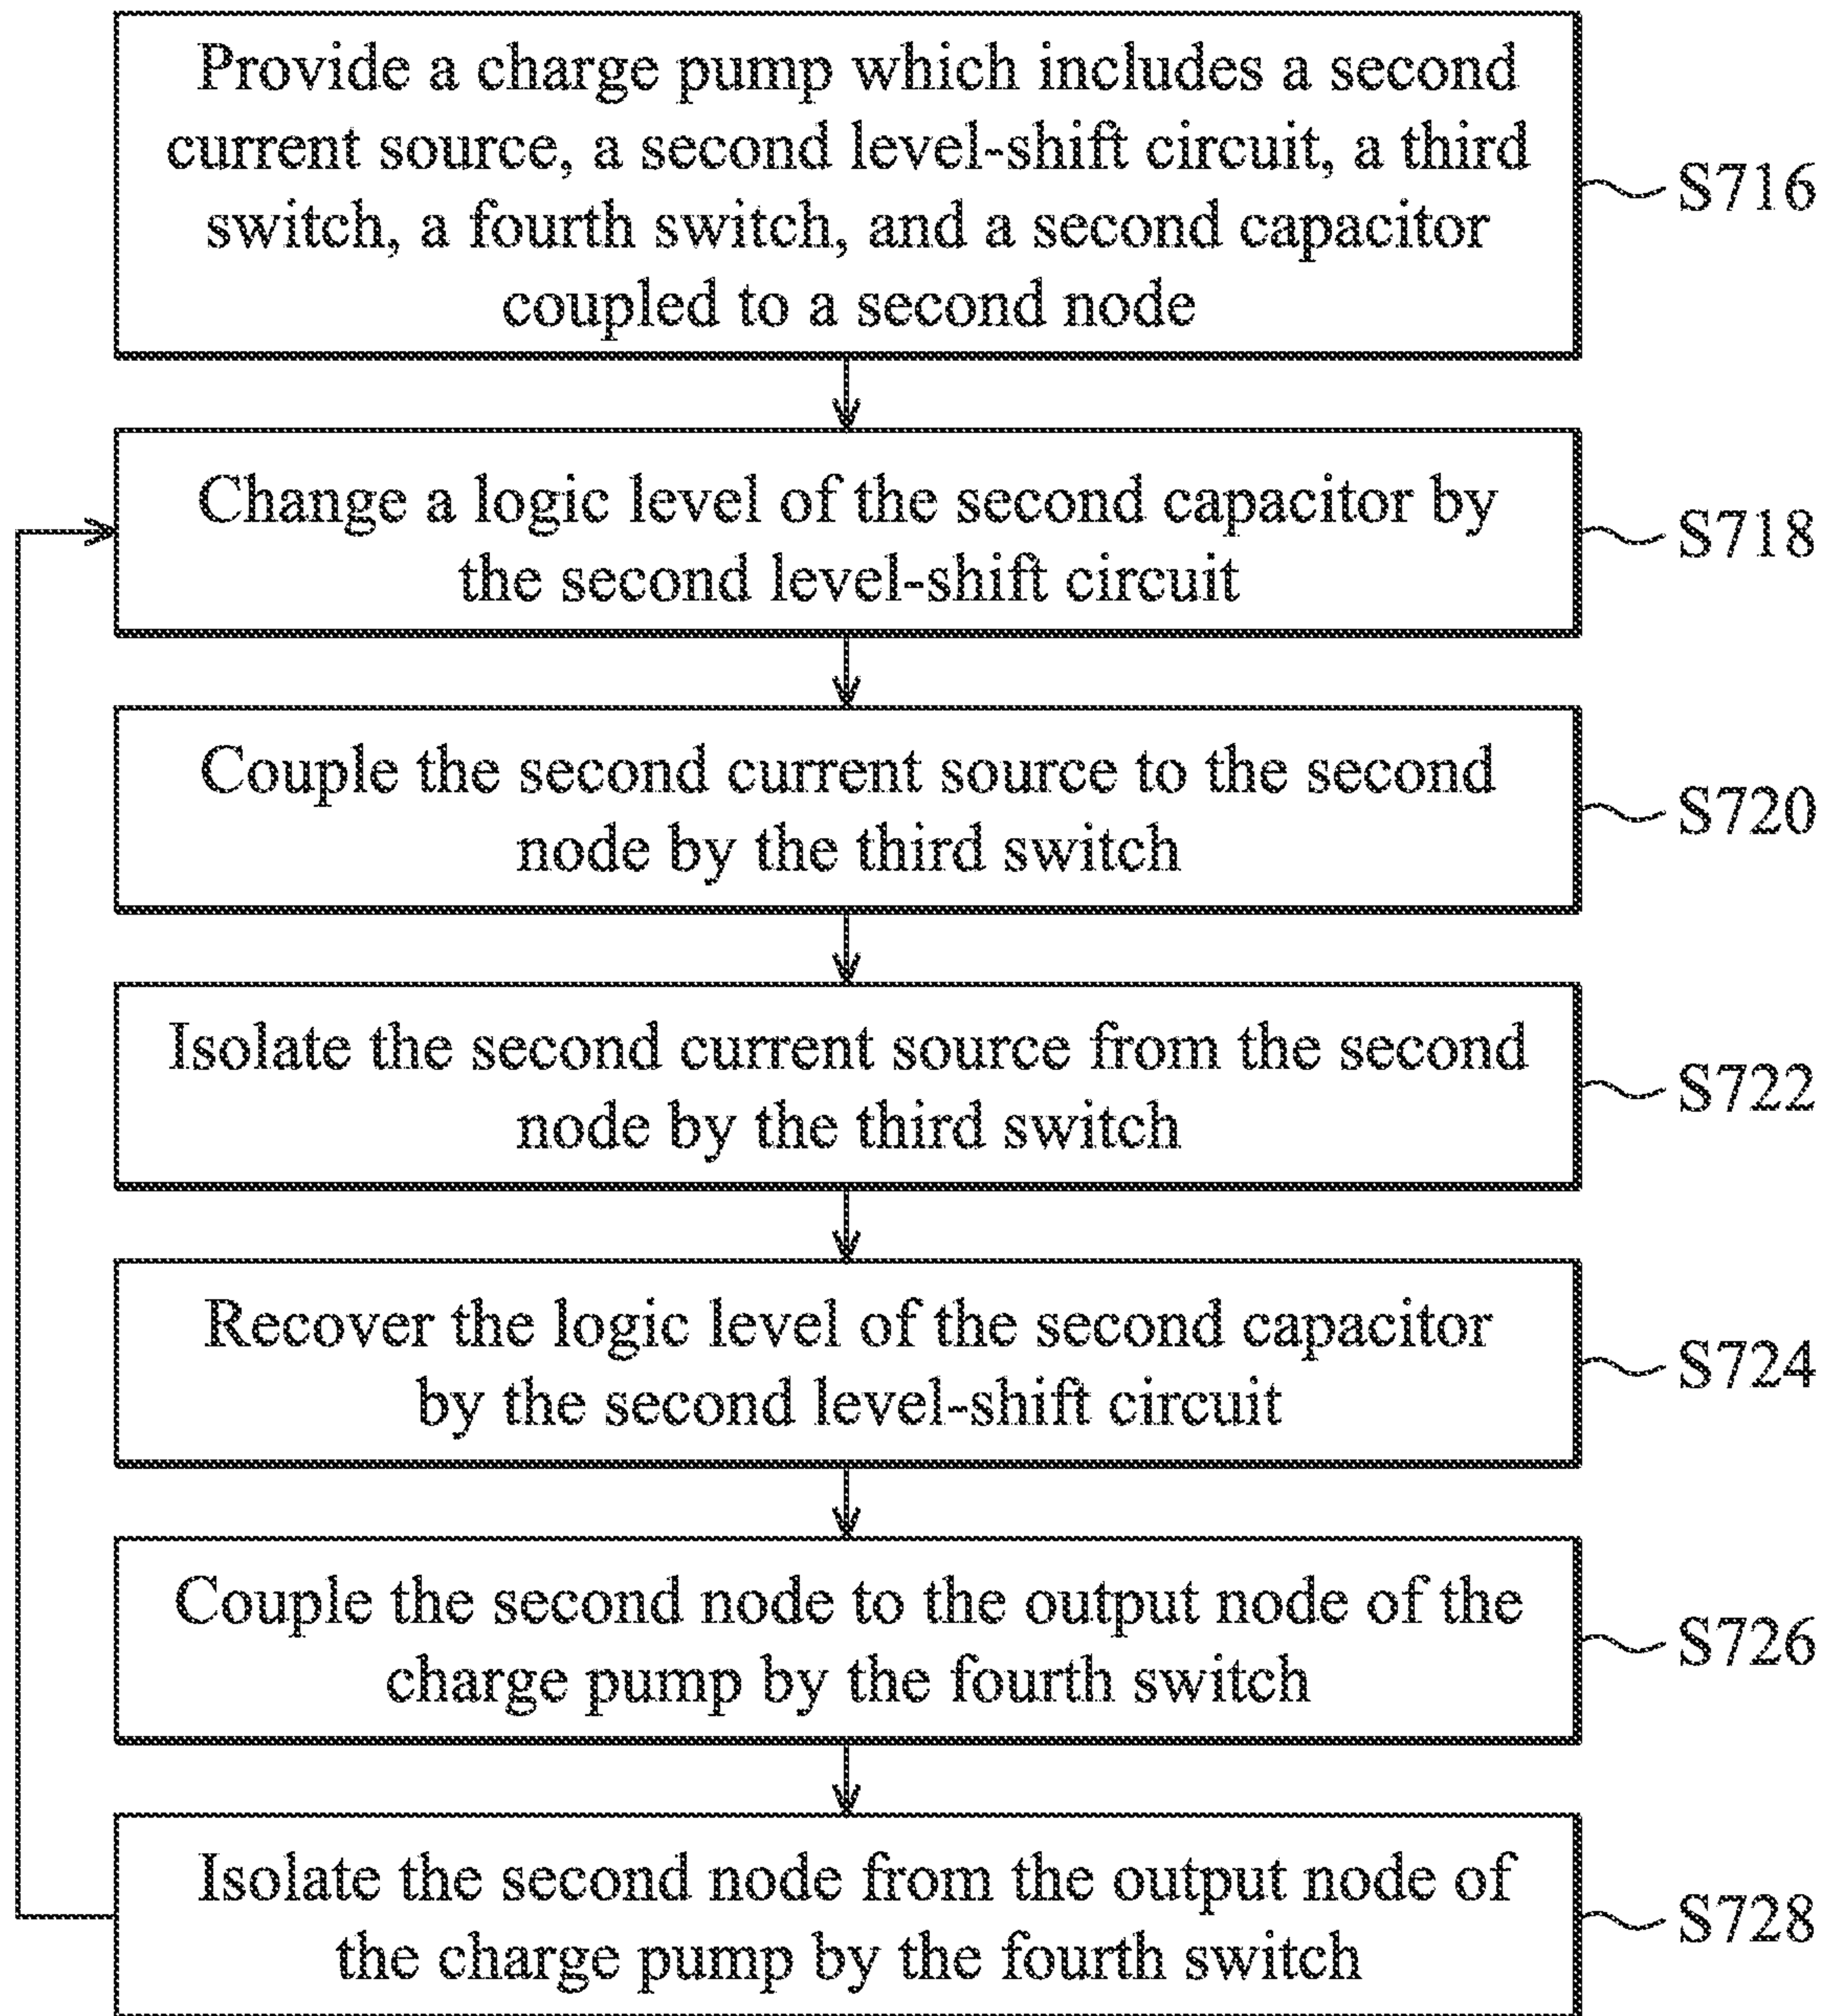 Provide a charge pump which includes a second
current source, a second level-shift circuit, a third
switch, a fourth switch, and a second capacitor
coupled to a second node
S716
Change a logic level of the second capacitor by
the second level-shift circuit
S718
Couple the second current source to the second
node by the third switch
S720
Isolate the second current source from the second
node by the third switch
S722
Recover the logic level of the second capacitor
by the second level-shift circuit
S724
Couple the second node to the output node of the
charge pump by the fourth switch
S726
Isolate the second node from the output node of
the charge pump by the fourth switch
S728